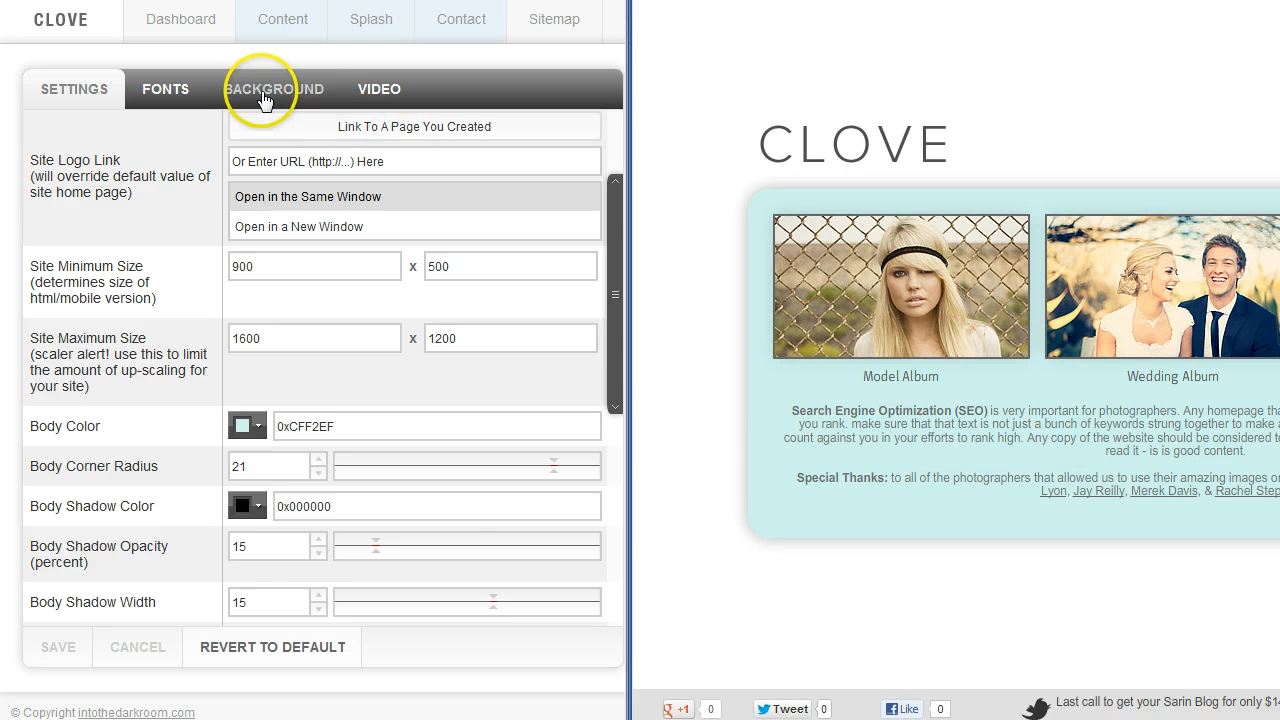 CLOVE
Dashboard
Content
Splash
Contact
Sitemap
SETTINGS
FONTS
BACKGROUND
VIDEO
Link To A Page You Created
Site Logo Link
(will override default value of
site home page)
Or Enter URL (http://...) Here
Open in the Same Window
Open in a New Window
Site Minimum Size
(determines size of
html/mobile version)
900
x
500
Site Maximum Size
(scaler alert! use this to limit
the amount of up-scaling for
your site)
1600
x
1200
Body Color
0xCFF2EF
Body Corner Radius
21
Body Shadow Color
0x000000
Body Shadow Opacity
(percent)
15
Body Shadow Width
15
SAVE
CANCEL
REVERT TO DEFAULT
© Copyright intothedarkroom.com
CLOVE
Model Album
Wedding Album
Search Engine Optimization (SEO) is very important for photographers. Any homepage tha
you rank. make sure that that text is not just a bunch of keywords strung together to make a
count against you in your efforts to rank high. Any copy of the website should be considered to
read it - is is good content.
Special Thanks: to all of the photographers that allowed us to use their amazing images or
Lyon, Jay Reilly, Merek Davis, & Rachel Step
g +1
0
Tweet
0
Like
0
Last call to get your Sarin Blog for only $14